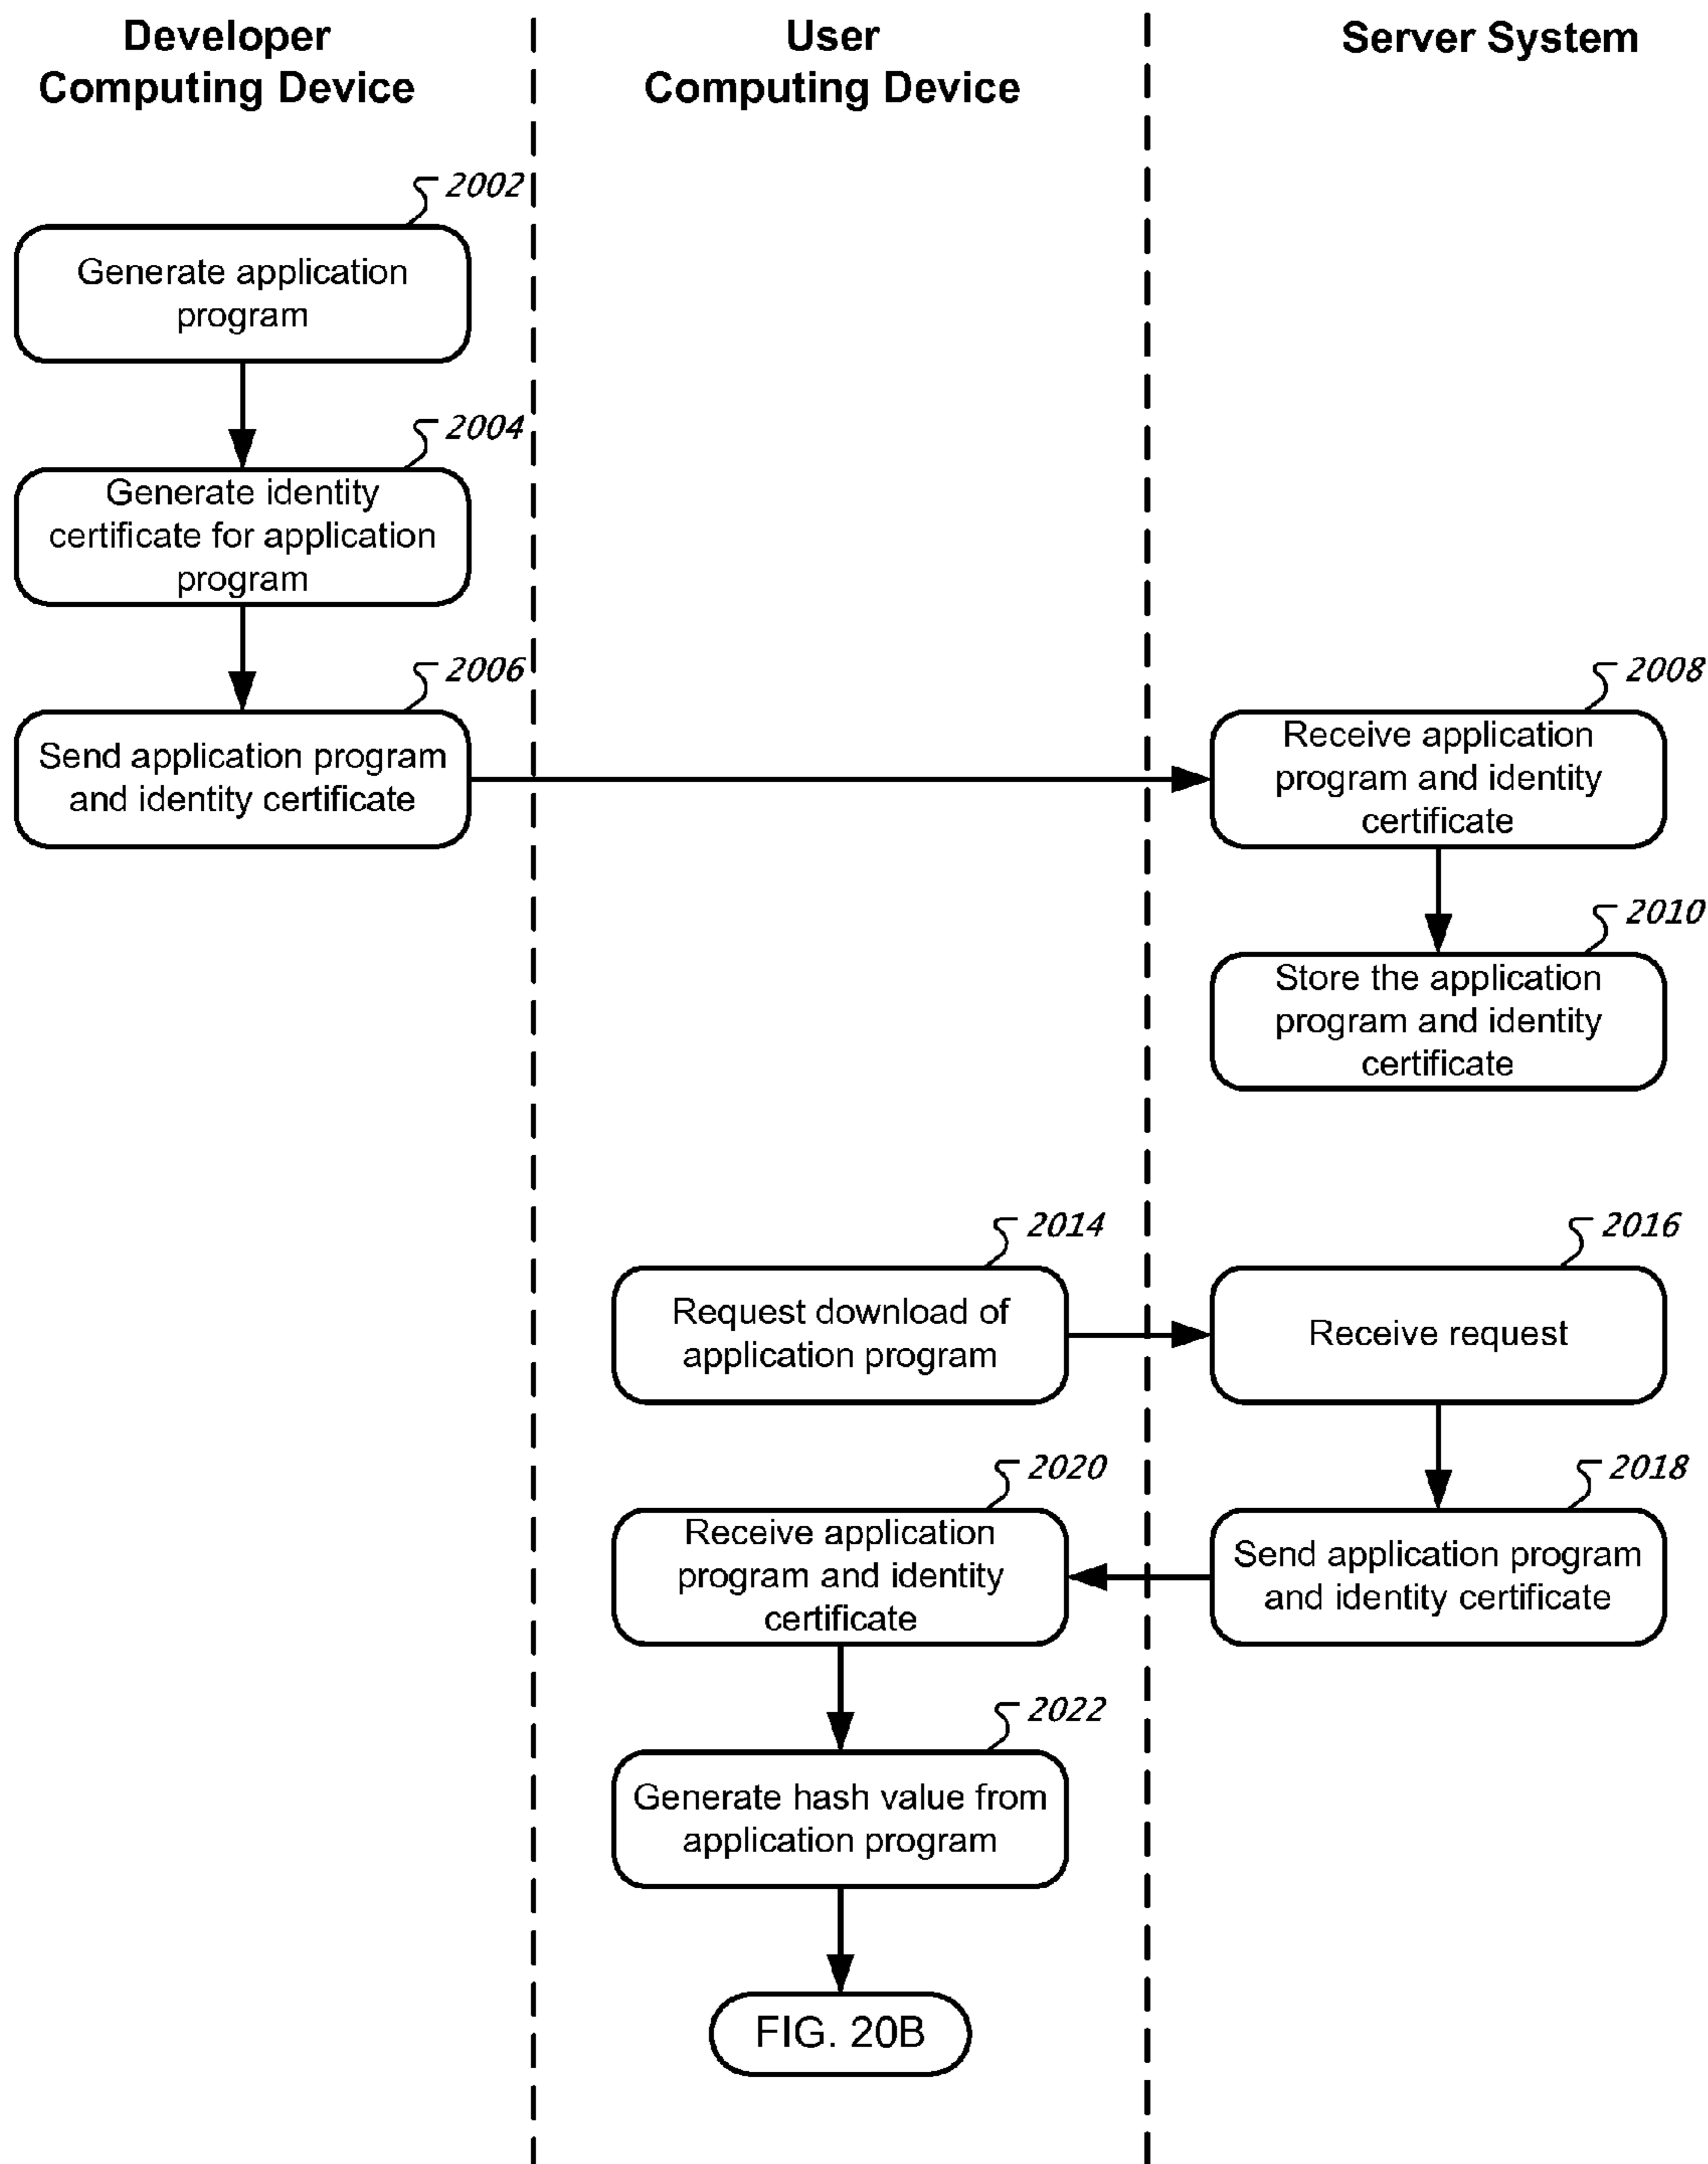 Developer
Computing Device
User
Computing Device
Server System
2002
Generate application
program
2004
Generate identity
certificate for application
program
2006
Send application program
and identity certificate
2008
Receive application
program and identity
certificate
2010
Store the application
program and identity
certificate
2014
Request download of
application program
2016
Receive request
2018
Send application program
and identity certificate
2020
Receive application
program and identity
certificate
2022
Generate hash value from
application program
FIG. 20B